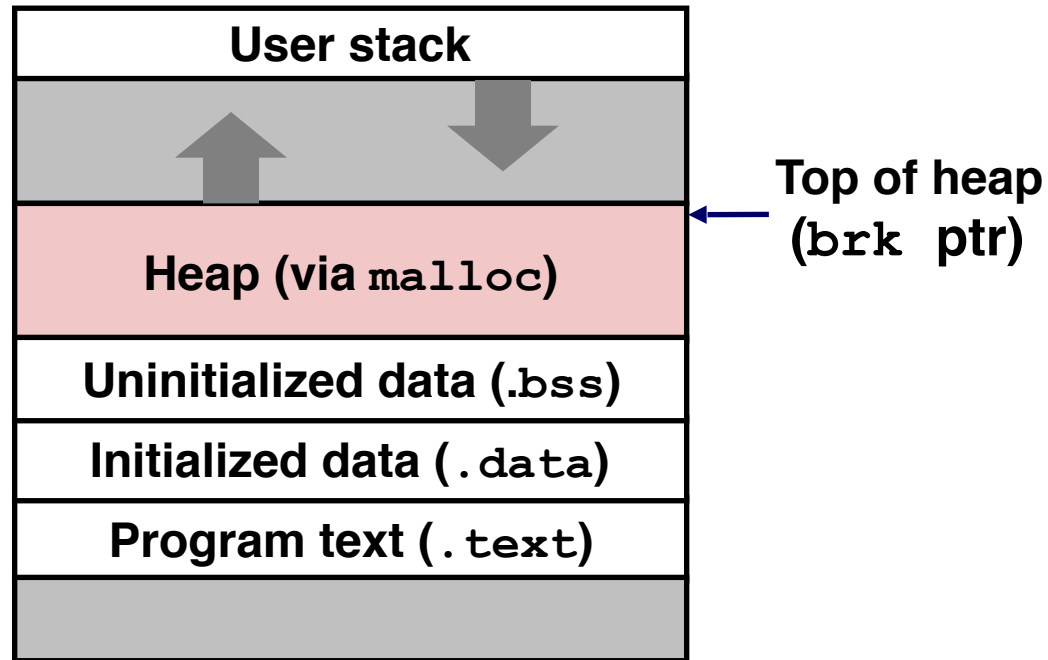 User stack
Top of heap
(brk ptr)
Heap (via malloc)
Uninitialized data (.bss)
Initialized data (.data)
Program text (.text)